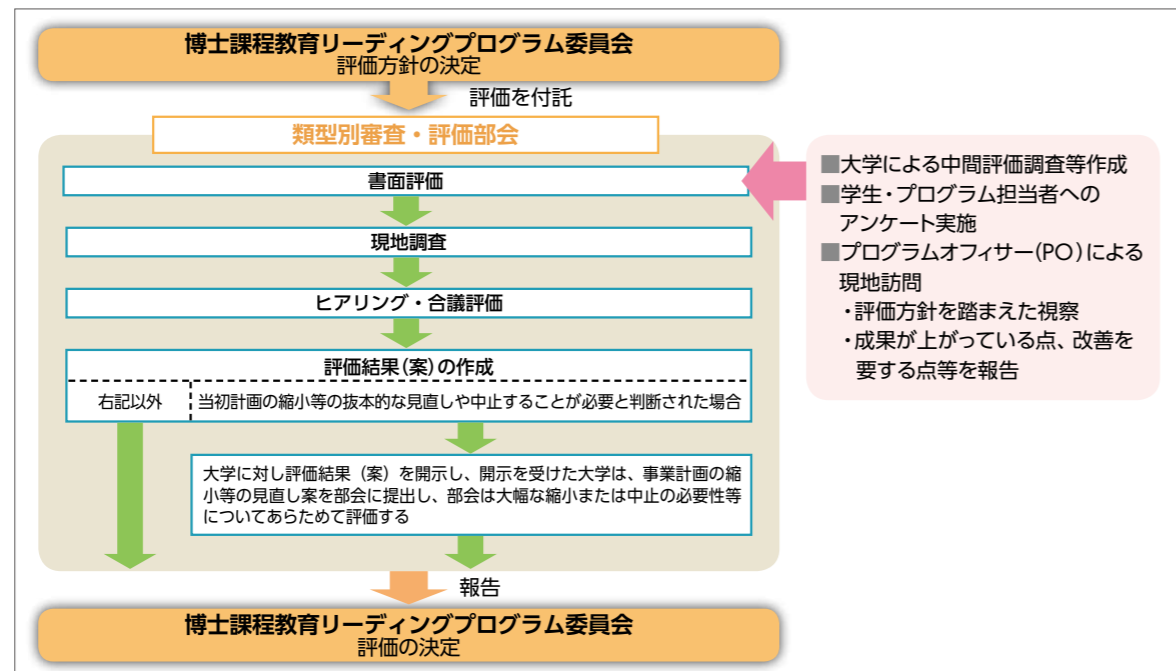 博士課程教育リーディングプログラム委員会
評価方針の決定
評価を付託
類型別審査・評価部会
書面評価
現地調査
ヒアリング・合議評価
評価結果(案)の作成
右記以外
当初計画の縮小等の抜本的な見直しや中止することが必要と判断された場合
大学に対し評価結果（案）を開示し、開示を受けた大学は、事業計画の縮
小等の見直し案を部会に提出し、部会は大幅な縮小または中止の必要性等
についてあらためて評価する
■大学による中間評価調査等作成
■学生・プログラム担当者への
アンケート実施
■プログラムオフィサー(PO)による
現地訪問
・評価方針を踏まえた視察
・成果が上がっている点、改善を
要する点等を報告
報告
博士課程教育リーディングプログラム委員会
評価の決定